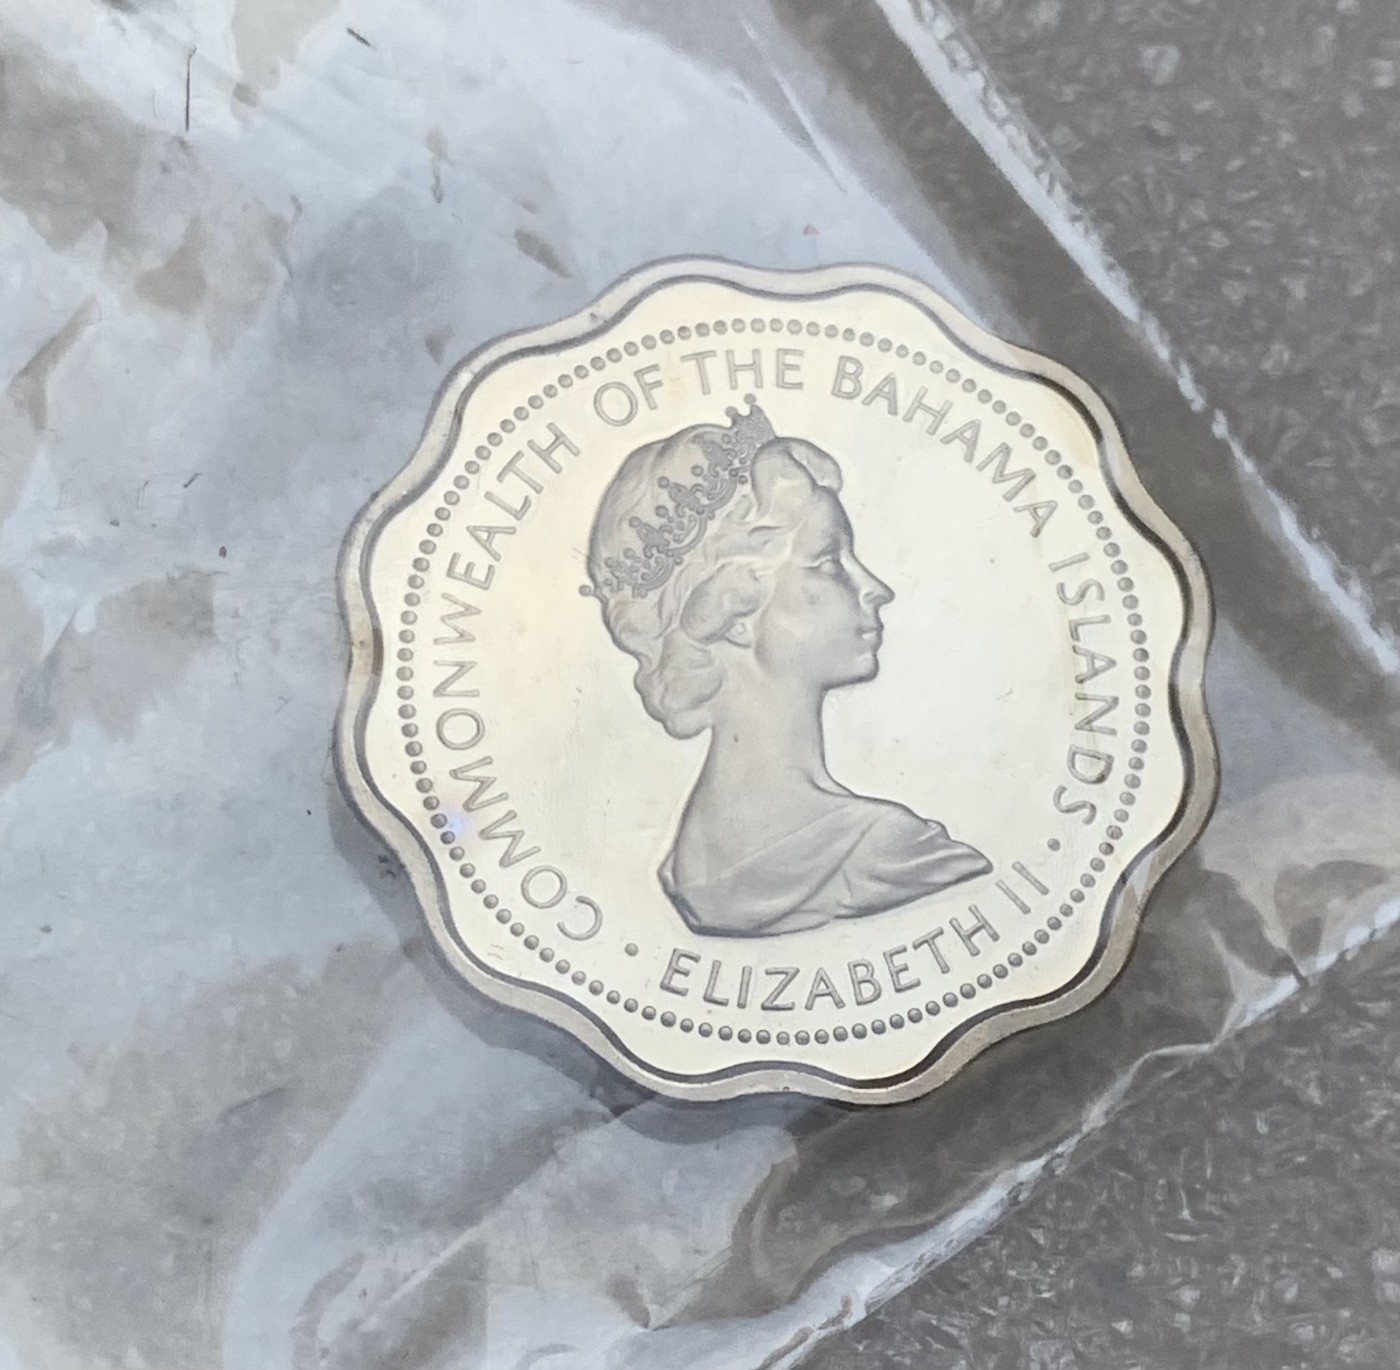 COMMONWEALTH OF THE BAHAMA ISLANDS
· ELIZABETH II ·